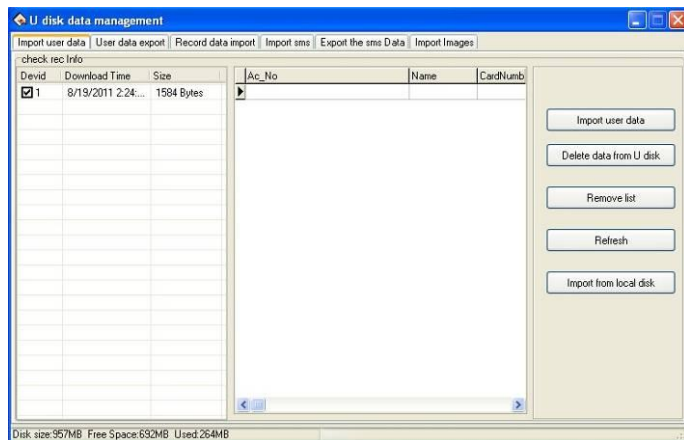 U disk data management
Import user data User data export Record data import Import sms Export the sms Data Import Images
check rec Info
Devid Download Time Size Ac_No Name CardNumb
1 8/19/2011 2:24:... 1584 Bytes
Import user data
Delete data from U disk
Remove list
Refresh
Import from local disk
Disk size:957MB Free Space:692MB Used:264MB